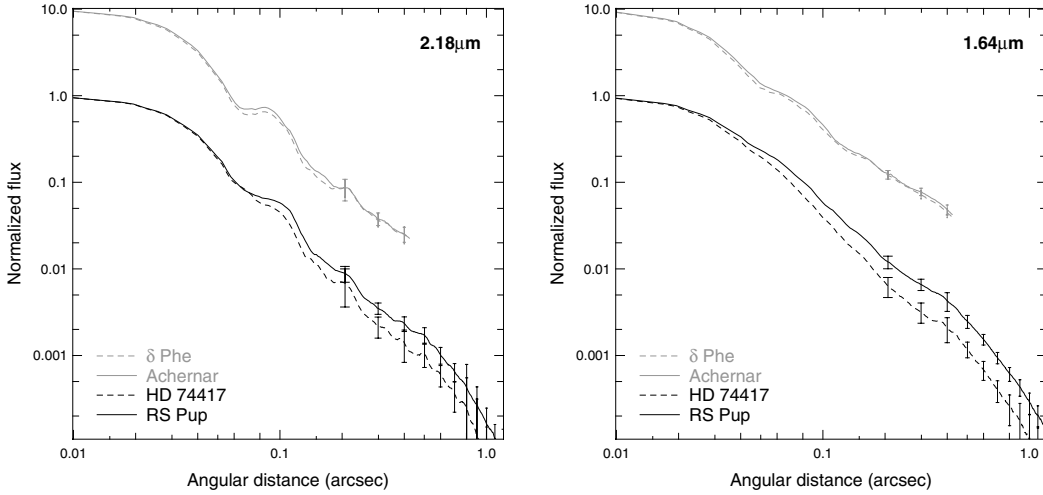 2.18μm
Normalized flux
10.0
1.0
0.1
0.01
0.001
δ Phe
Achernar
HD 74417
RS Pup
0.01
0.1
1.0
Angular distance (arcsec)
1.64μm
Normalized flux
10.0
1.0
0.1
0.01
0.001
δ Phe
Achernar
HD 74417
RS Pup
0.01
0.1
1.0
Angular distance (arcsec)